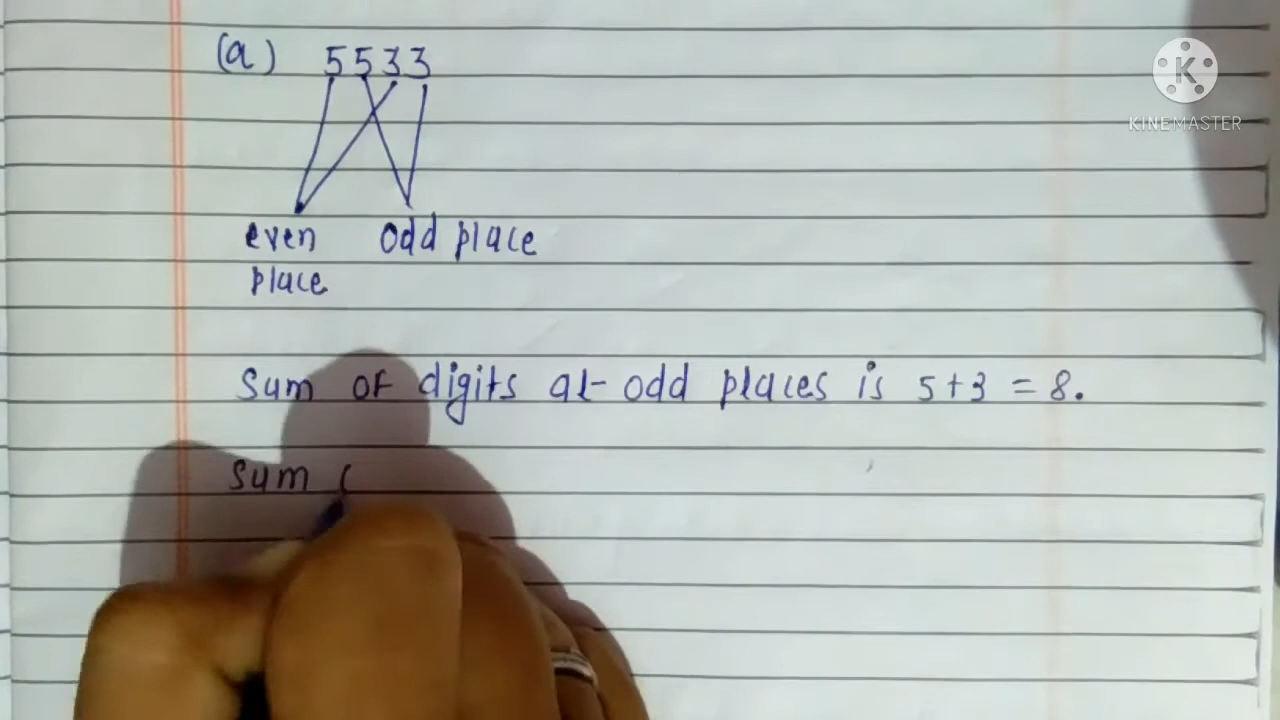 (a) 5533
K
KINEMASTER
even odd place
place
Sum of digits at odd places is 5+3 = 8.
Sum